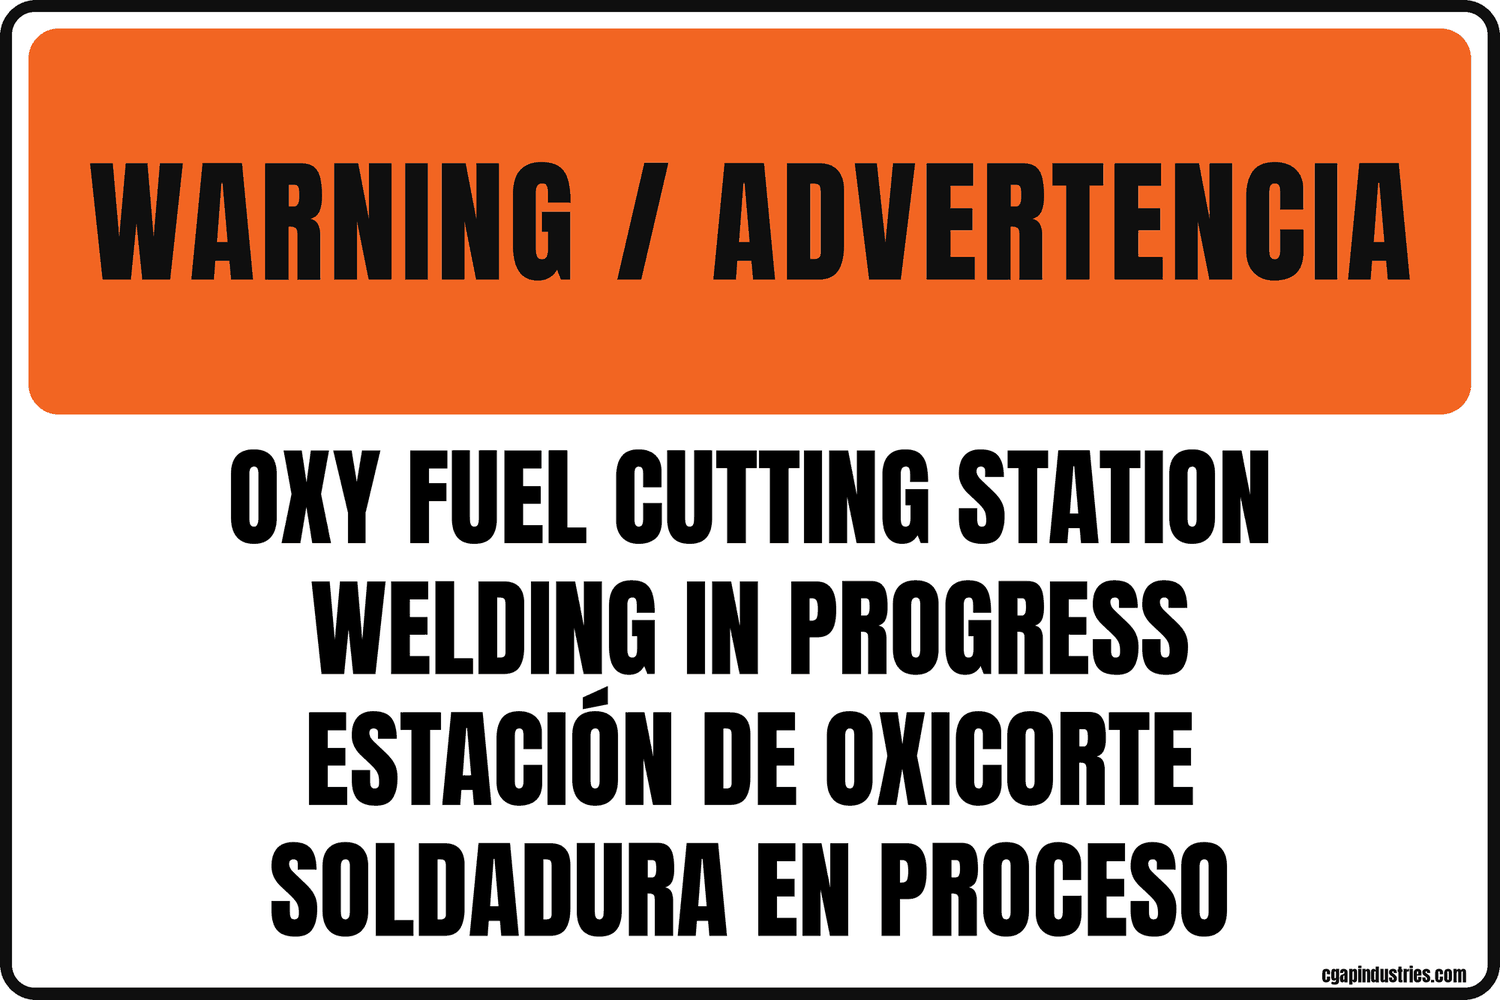 WARNING / ADVERTENCIA
OXY FUEL CUTTING STATION
WELDING IN PROGRESS
ESTACIÓN DE OXICORTE
SOLDADURA EN PROCESO
cgapindustries.com